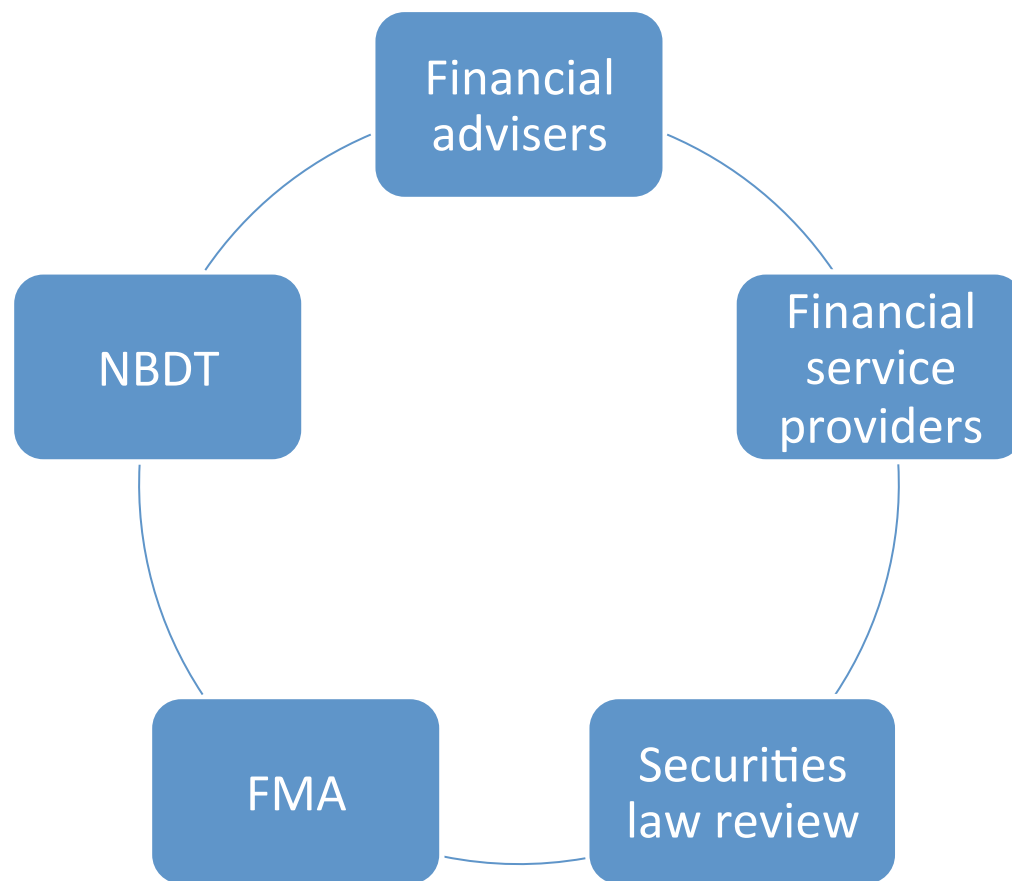 Financial
advisers
Financial
service
providers
Securities
law review
FMA
NBDT